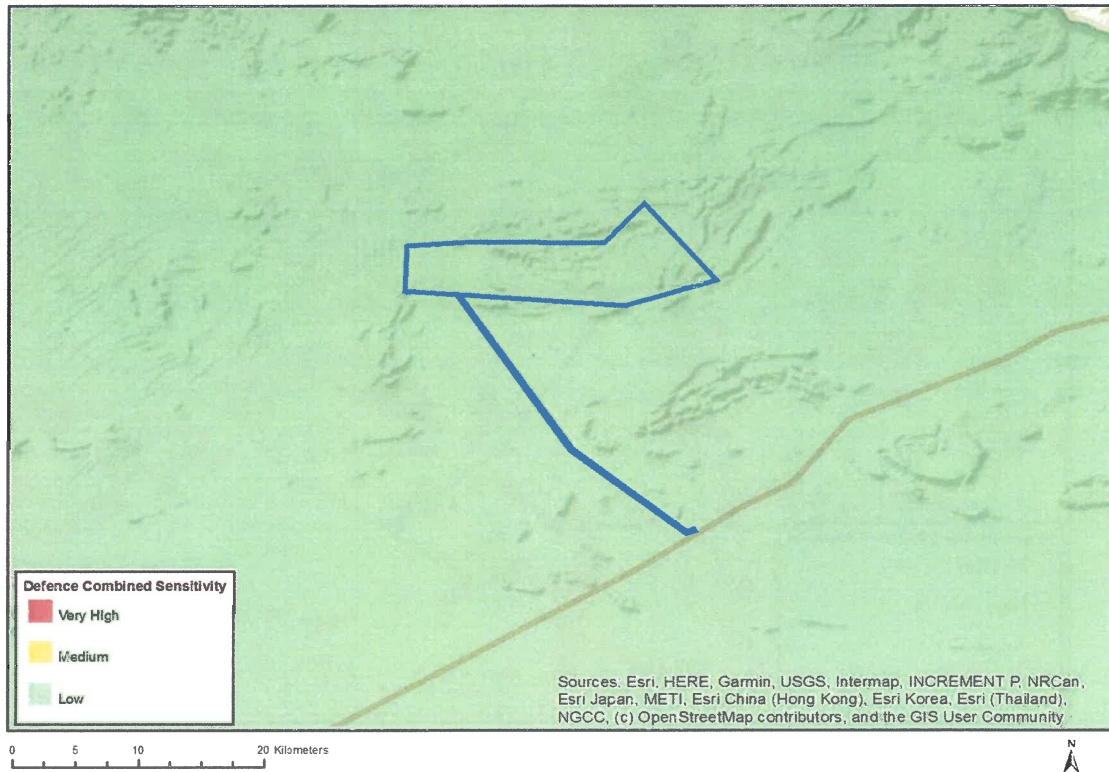 Defence Combined Sensitivity
Very High
Medium
Low
Sources: Esri, HERE, Garmin, USGS, Intermap, INCREMENT P, NRCan,
Esri Japan, METI, Esri China (Hong Kong), Esri Korea, Esri (Thailand),
NGCC, (c) OpenStreetMap contributors, and the GIS User Community
0 5 10 20 Kilometers
N